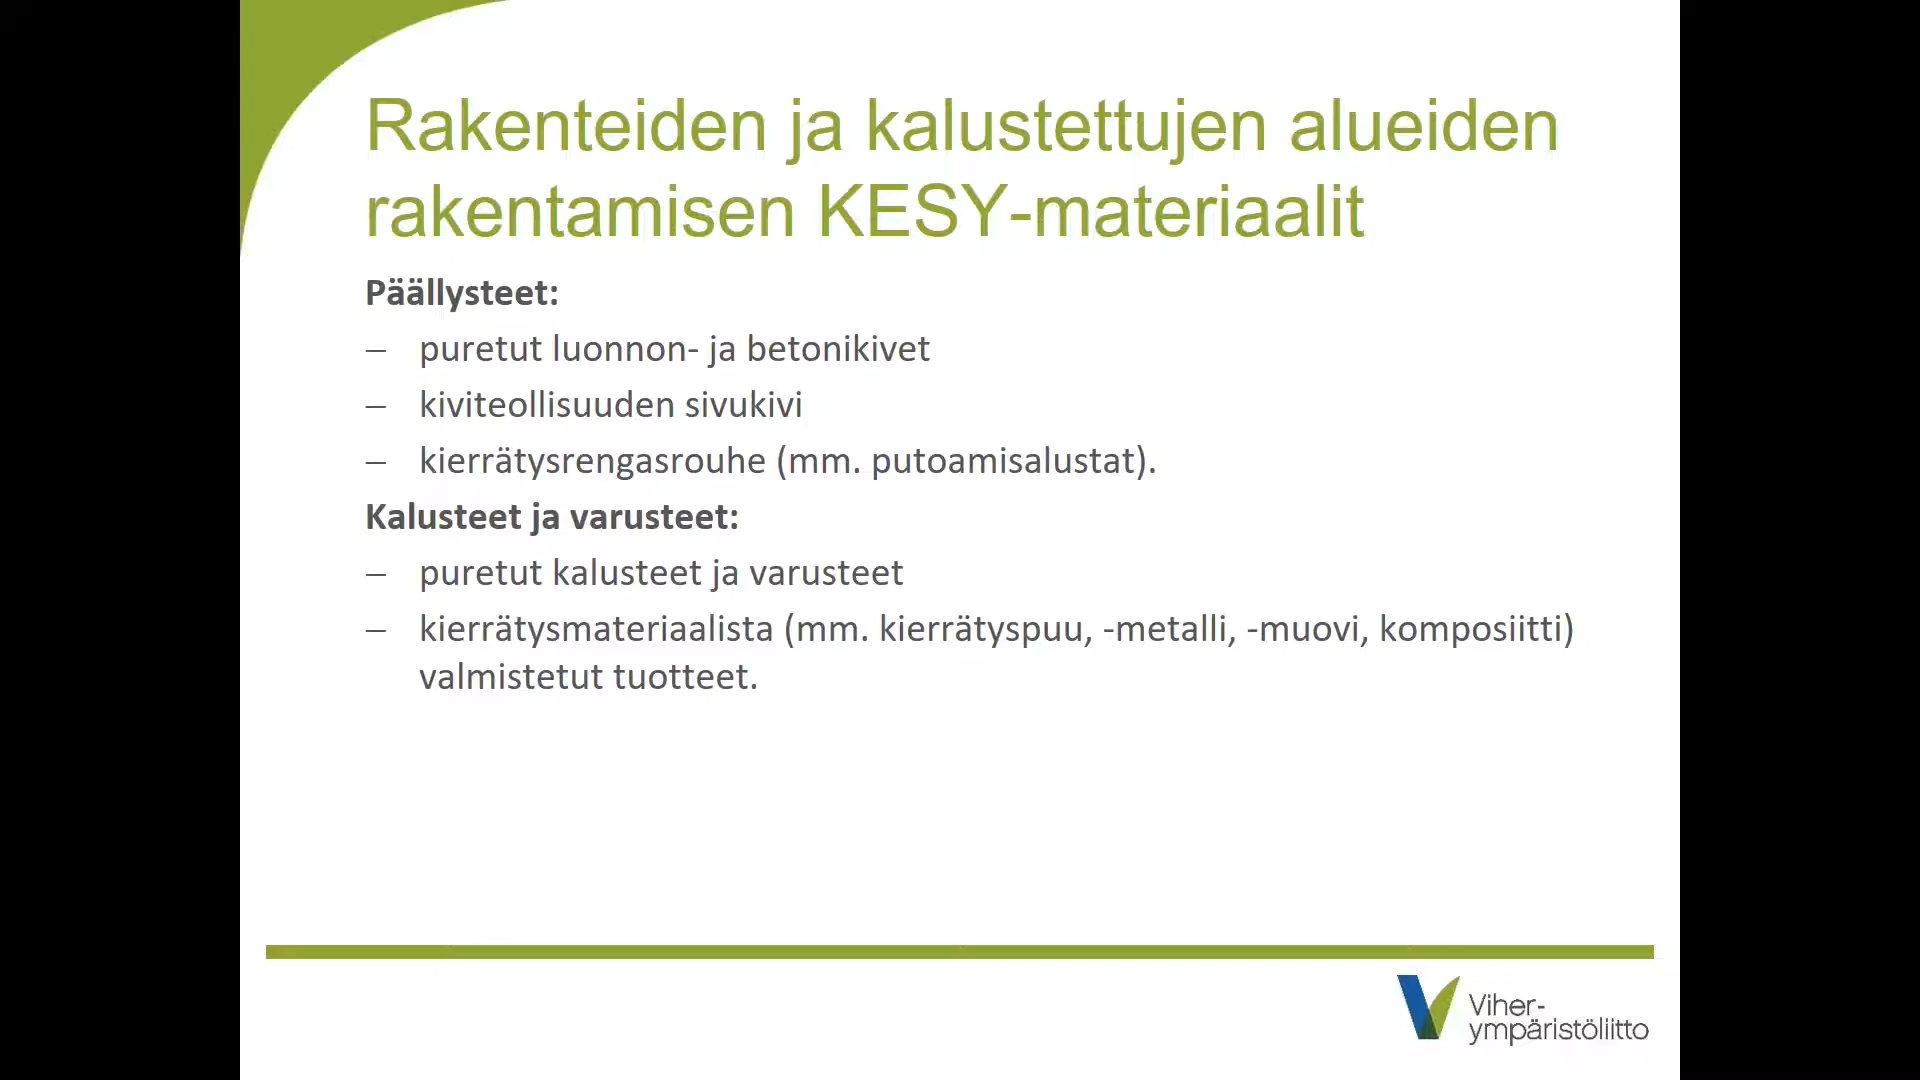 Rakenteiden ja kalustettujen alueiden
rakentamisen KESY-materiaalit
Päällysteet:
– puretut luonnon- ja betonikivet
– kiviteollisuuden sivukivi
– kierrätysrengasrouhe (mm. putoamisalustat).
Kalusteet ja varusteet:
– puretut kalusteet ja varusteet
– kierrätysmateriaalista (mm. kierrätyspuu, -metalli, -muovi, komposiitti)
valmistetut tuotteet.
Viher-
ympäristöliitto